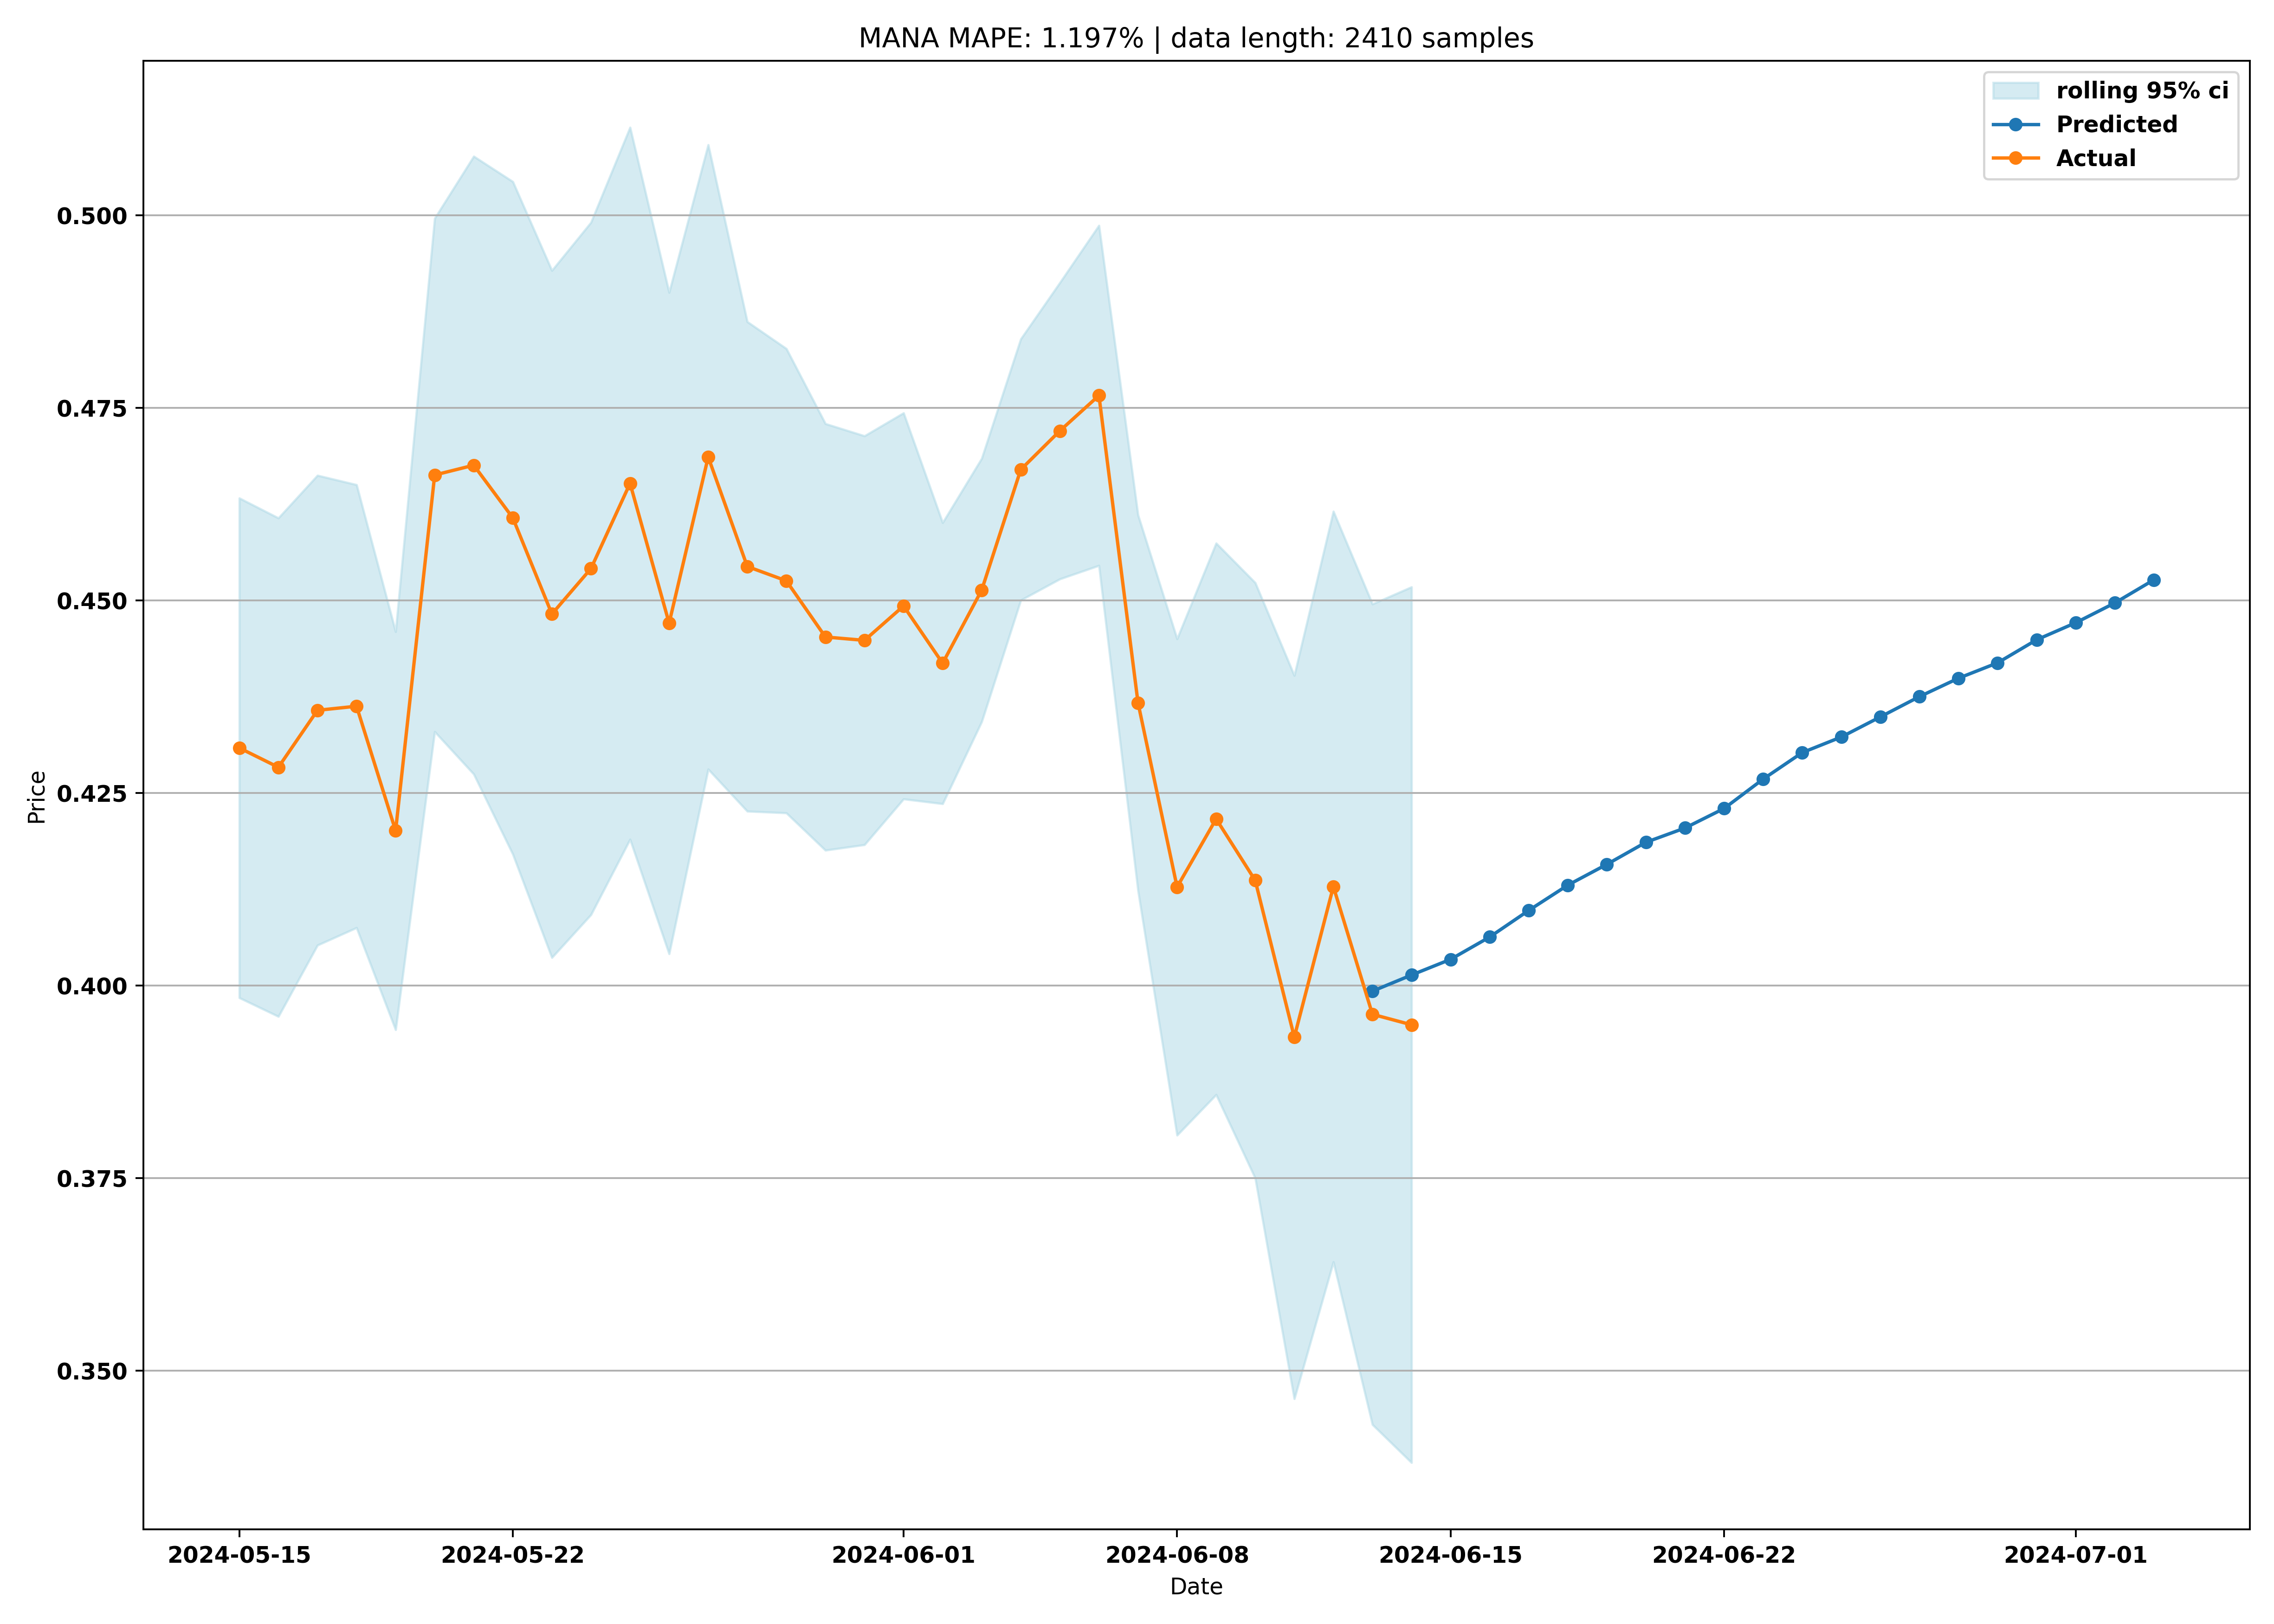 MANA MAPE: 1.197% | data length: 2410 samples
rolling 95% ci
Predicted
Actual
Price
0.500
0.475
0.450
0.425
0.400
0.375
0.350
2024-05-15 2024-05-22 2024-06-01 2024-06-08 2024-06-15 2024-06-22 2024-07-01
Date